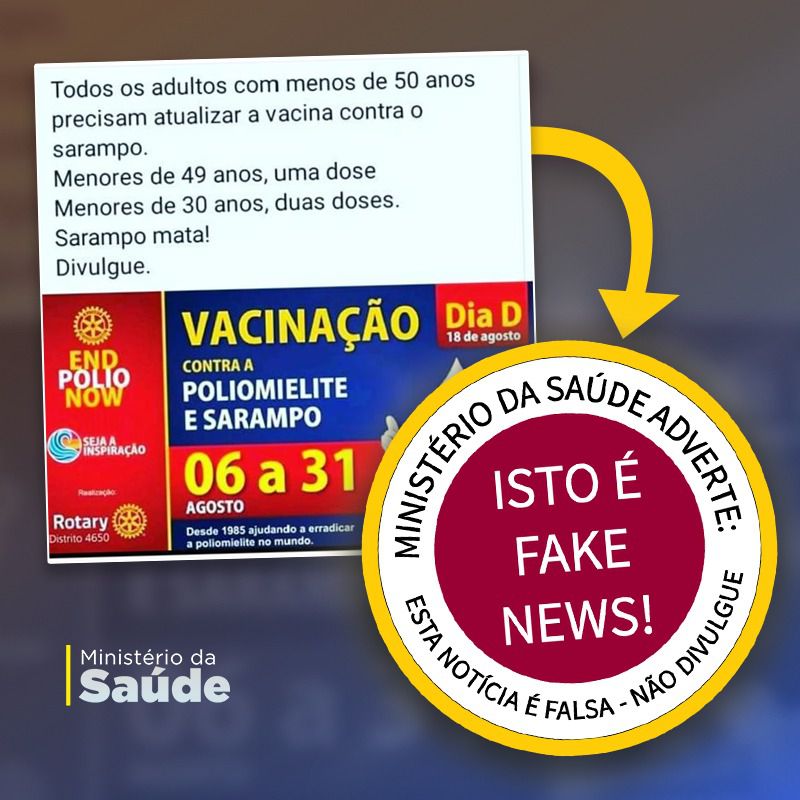 Todos os adultos com menos de 50 anos
precisam atualizar a vacina contra o
sarampo.
Menores de 49 anos, uma dose
Menores de 30 anos, duas doses.
Sarampo mata!
Divulgue.
END
POLIO
NOW
SEJA A
INSPIRAÇÃO
Realização:
Rotary
Distrito 4650
VACINAÇÃO
CONTRA A
POLIOMIELITE
E SARAMPO
Dia D
18 de agosto
06 a 31
AGOSTO
Desde 1985 ajudando a erradicar
a poliomielite no mundo.
MINISTÉRIO DA SAÚDE ADVERTE:
ISTO É
FAKE
NEWS!
ESTA NOTÍCIA É FALSA - NÃO DIVULGUE
Ministério da
Saúde